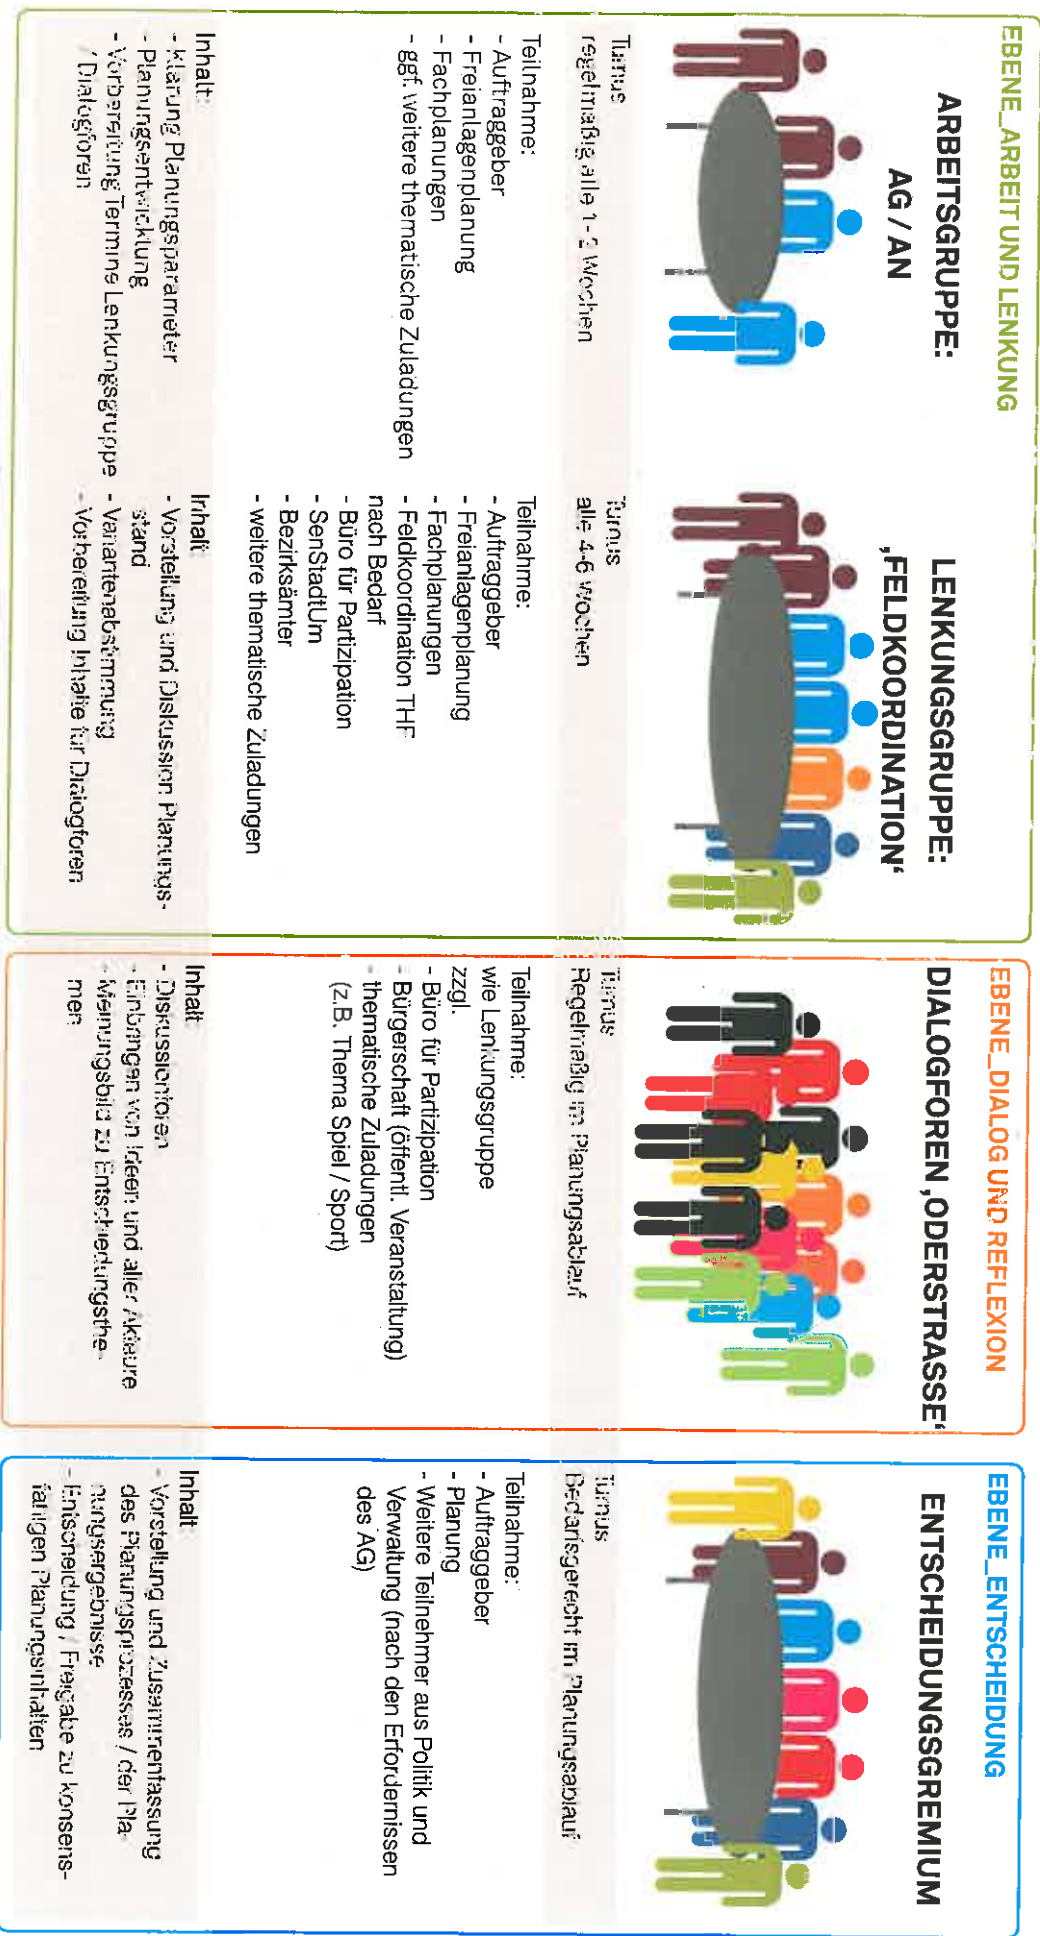 EBENE_ARBEIT UND LENKUNG
ARBEITSGRUPPE:
AG / AN
Turnus
regelmäßig alle 1 - 2 Wochen
Teilnahme:
- Auftraggeber
- Freianlagenplanung
- Fachplanungen
- ggf. weitere thematische Zuladungen
Inhalt:
- Klärung Planungsparameter
- Planungsentwicklung
- Vorbereitung Termine Lenkungsgruppe
/ Dialogforen
LENKUNGSGRUPPE:
‚FELDKOORDINATION‘
Turnus
alle 4-6 Wochen
Teilnahme:
- Auftraggeber
- Freianlagenplanung
- Fachplanungen
- Feldkoordination THF
nach Bedarf
- Büro für Partizipation
- SenStadtUm
- Bezirksämter
- weitere thematische Zuladungen
Inhalt:
- Vorstellung und Diskussion Planungs-
stand
- Variantenabstimmung
- Vorbereitung Inhalte für Dialogforen
EBENE_DIALOG UND REFLEXION
DIALOGFOREN ‚ODERSTRASSE‘
Turnus
Regelmäßig im Planungsablauf
Teilnahme:
wie Lenkungsgruppe
zzgl.
- Büro für Partizipation
- Bürgerschaft (öffentl. Veranstaltung)
- thematische Zuladungen
(z.B. Thema Spiel / Sport)
Inhalt:
- Diskussionforen
- Einbringen von Ideen und aller Akteure
- Meinungsbild zu Entscheidungsthe-
men
EBENE_ENTSCHEIDUNG
ENTSCHEIDUNGSGREMIUM
Turnus
Bedarfsgerecht im Planungsablauf
Teilnahme:
- Auftraggeber
- Planung
- Weitere Teilnehmer aus Politik und
Verwaltung (nach den Erfordernissen
des AG)
Inhalt:
- Vorstellung und Zusammenfassung
des Planungsprozesses / der Pla-
nungsergebnisse
- Entscheidung / Freigabe zu konsens-
fähigen Planungsinhalten